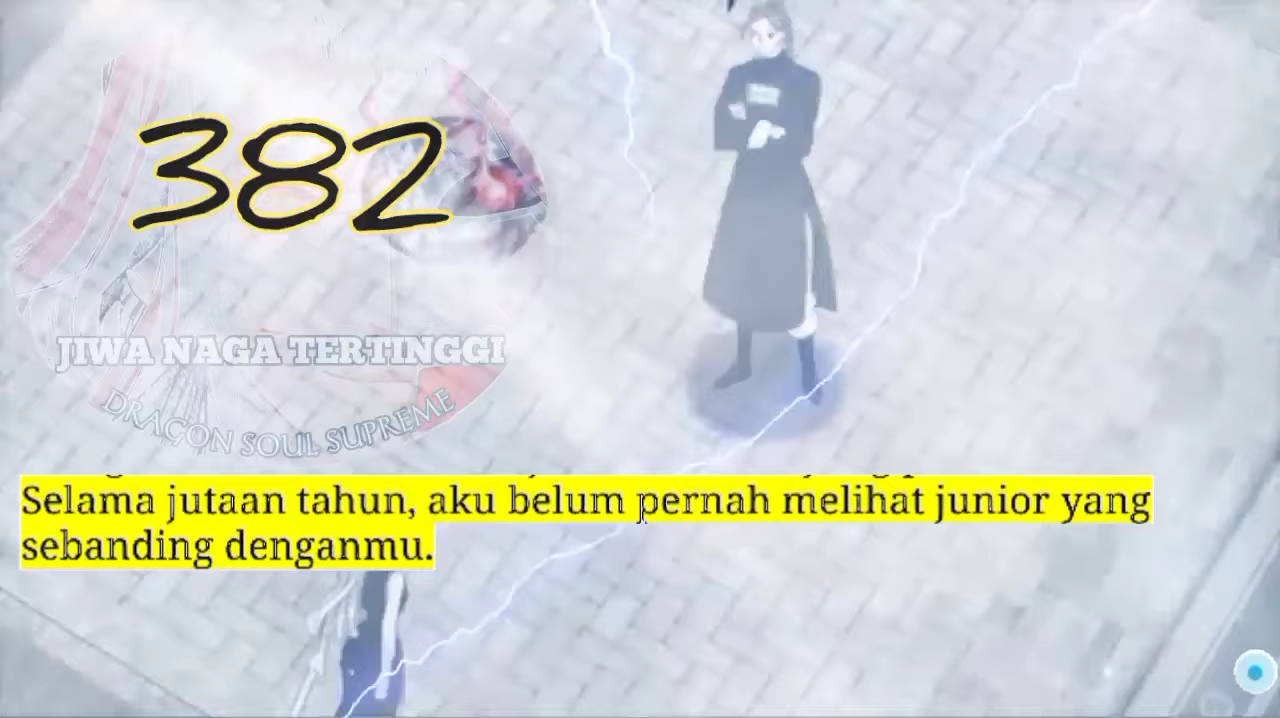 382
JIWA NAGA TERTINGGI
DRAGON SOUL SUPREME
Selama jutaan tahun, aku belum pernah melihat junior yang
sebanding denganmu.